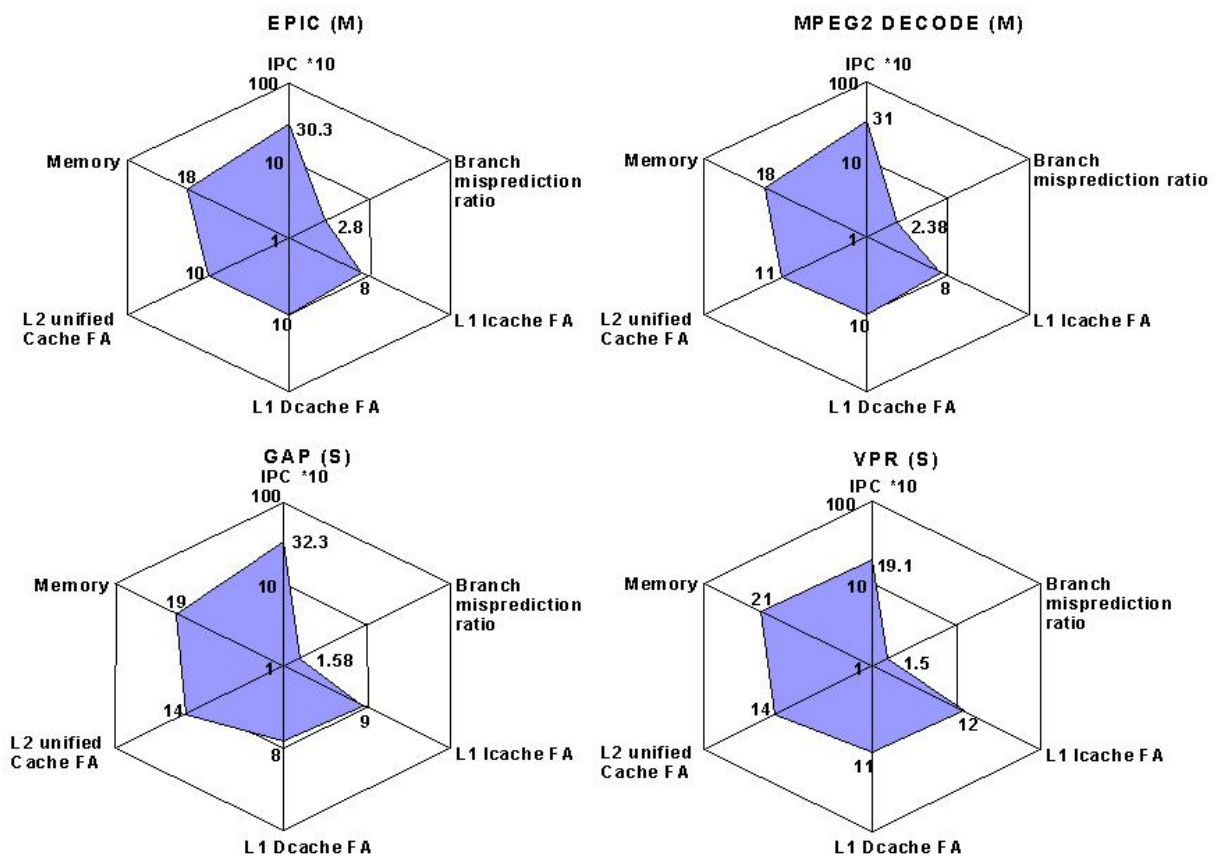 EPIC (M)
IPC *10
100
30.3
Memory
10
Branch
misprediction
ratio
18
2.8
1
10
8
L2 unified
Cache FA
10
L1 Icache FA
L1 Dcache FA
MPEG2 DECODE (M)
IPC *10
100
31
10
Branch
misprediction ratio
Memory
18
2.38
1
11
8
L2 unified
Cache FA
10
L1 Icache FA
L1 Dcache FA
GAP (S)
IPC *10
100
32.3
Memory
10
Branch
misprediction
ratio
19
1.58
1
14
9
L2 unified
Cache FA
8
L1 Icache FA
L1 Dcache FA
VPR (S)
IPC *10
100
19.1
Memory
10
Branch
misprediction
ratio
21
1.5
1
14
12
L2 unified
Cache FA
11
L1 Icache FA
L1 Dcache FA